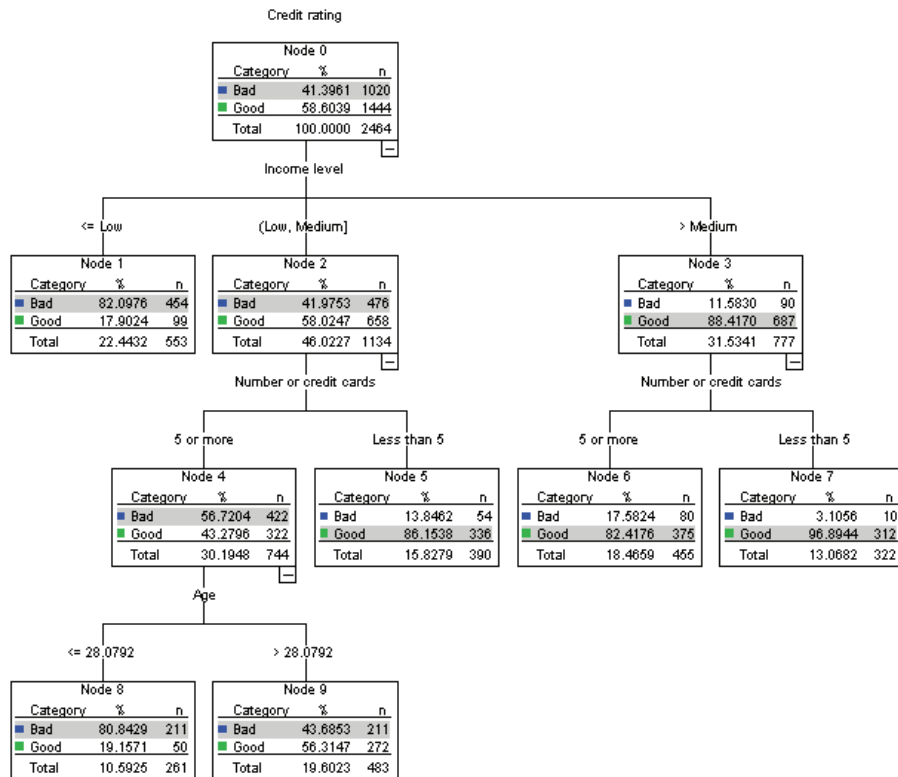 Credit rating
Node 0
Category % n
Bad 41.3961 1020
Good 58.6039 1444
Total 100.0000 2464
Income level
<= Low
(Low, Medium]
> Medium
Node 1
Category % n
Bad 82.0976 454
Good 17.9024 99
Total 22.4432 553
Node 2
Category % n
Bad 41.9753 476
Good 58.0247 658
Total 46.0227 1134
Node 3
Category % n
Bad 11.5830 90
Good 88.4170 687
Total 31.5341 777
Number or credit cards
Number or credit cards
5 or more
Less than 5
5 or more
Less than 5
Node 4
Category % n
Bad 56.7204 422
Good 43.2796 322
Total 30.1948 744
Node 5
Category % n
Bad 13.8462 54
Good 86.1538 336
Total 15.8279 390
Node 6
Category % n
Bad 17.5824 80
Good 82.4176 375
Total 18.4659 455
Node 7
Category % n
Bad 3.1056 10
Good 96.8944 312
Total 13.0682 322
Age
<= 28.0792
> 28.0792
Node 8
Category % n
Bad 80.8429 211
Good 19.1571 50
Total 10.5925 261
Node 9
Category % n
Bad 43.6853 211
Good 56.3147 272
Total 19.6023 483